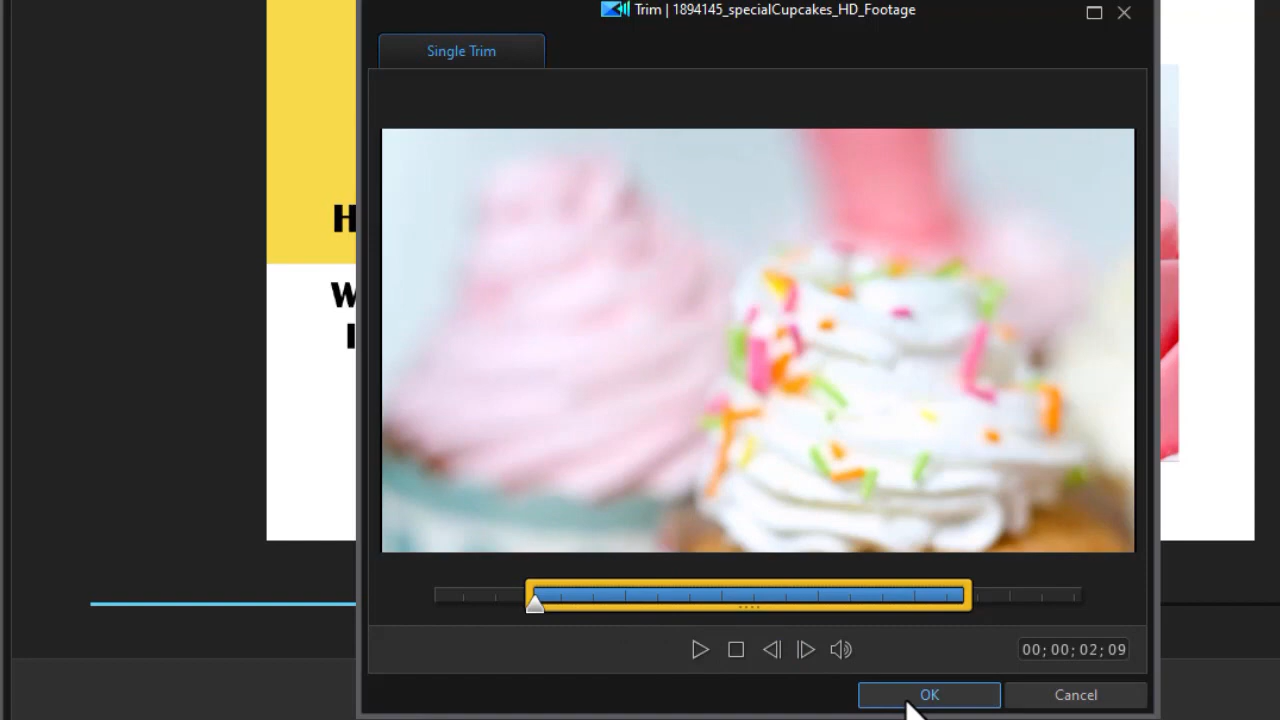 Trim | 1894145_specialCupcakes_HD_Footage
Single Trim
H
W
I
00; 00; 02; 09
OK
Cancel